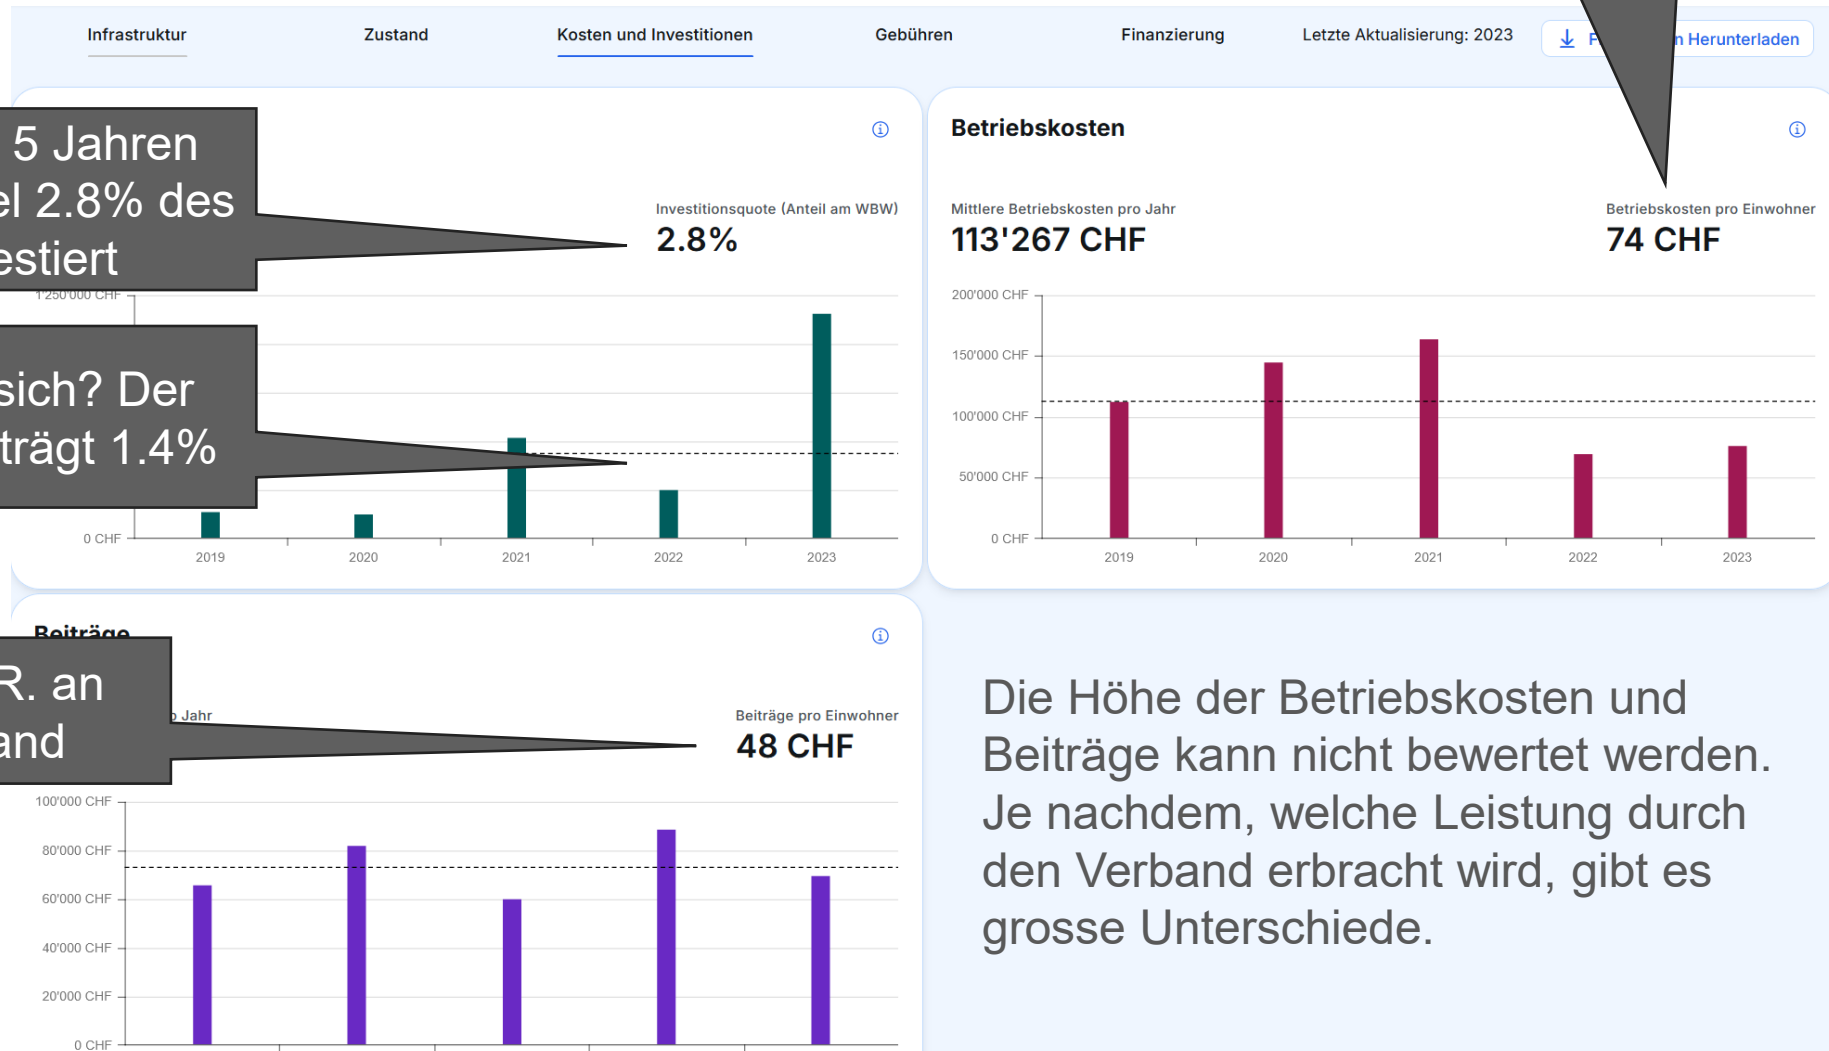 Infrastruktur
Zustand
Kosten und Investitionen
Gebühren
Finanzierung
Letzte Aktualisierung: 2023
Herunterladen
5 Jahren
2.8% des
sich? Der
1.4%
Investitionsquote (Anteil am WBW)
2.8%
1'250'000 CHF
0 CHF
2019
2020
2021
2022
2023
Betriebskosten
Mittlere Betriebskosten pro Jahr
113'267 CHF
Betriebskosten pro Einwohner
74 CHF
200'000 CHF
150'000 CHF
100'000 CHF
50'000 CHF
0 CHF
2019
2020
2021
2022
2023
Beiträge
R. an
Jahr
Beiträge pro Einwohner
48 CHF
100'000 CHF
80'000 CHF
60'000 CHF
40'000 CHF
20'000 CHF
0 CHF
Die Höhe der Betriebskosten und
Beiträge kann nicht bewertet werden.
Je nachdem, welche Leistung durch
den Verband erbracht wird, gibt es
grosse Unterschiede.